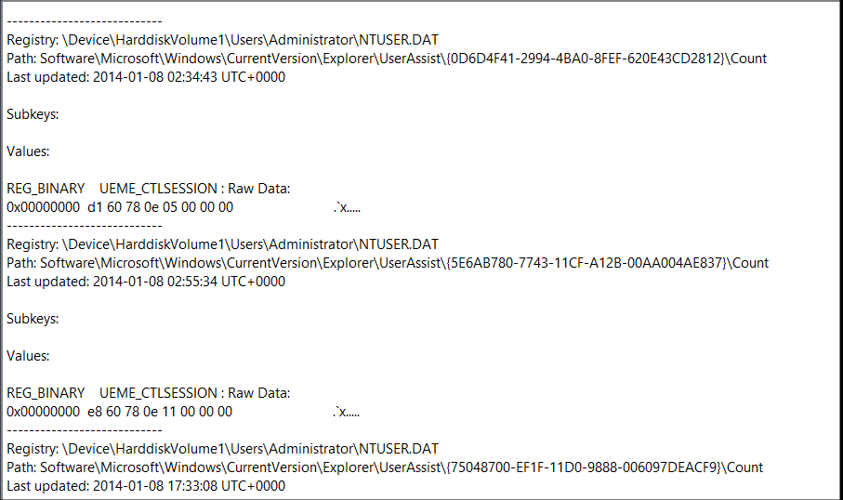 ----------------------------
Registry: \Device\HarddiskVolume1\Users\Administrator\NTUSER.DAT
Path: Software\Microsoft\Windows\CurrentVersion\Explorer\UserAssist\{0D6D4F41-2994-4BA0-8FEF-620E43CD2812}\Count
Last updated: 2014-01-08 02:34:43 UTC+0000
Subkeys:
Values:
REG_BINARY    UEME_CTLSESSION : Raw Data:
0x00000000  d1 60 78 0e 05 00 00 00    .`x.....
----------------------------
Registry: \Device\HarddiskVolume1\Users\Administrator\NTUSER.DAT
Path: Software\Microsoft\Windows\CurrentVersion\Explorer\UserAssist\{5E6AB780-7743-11CF-A12B-00AA004AE837}\Count
Last updated: 2014-01-08 02:55:34 UTC+0000
Subkeys:
Values:
REG_BINARY    UEME_CTLSESSION : Raw Data:
0x00000000  e8 60 78 0e 11 00 00 00    .`x.....
----------------------------
Registry: \Device\HarddiskVolume1\Users\Administrator\NTUSER.DAT
Path: Software\Microsoft\Windows\CurrentVersion\Explorer\UserAssist\{75048700-EF1F-11D0-9888-006097DEACF9}\Count
Last updated: 2014-01-08 17:33:08 UTC+0000